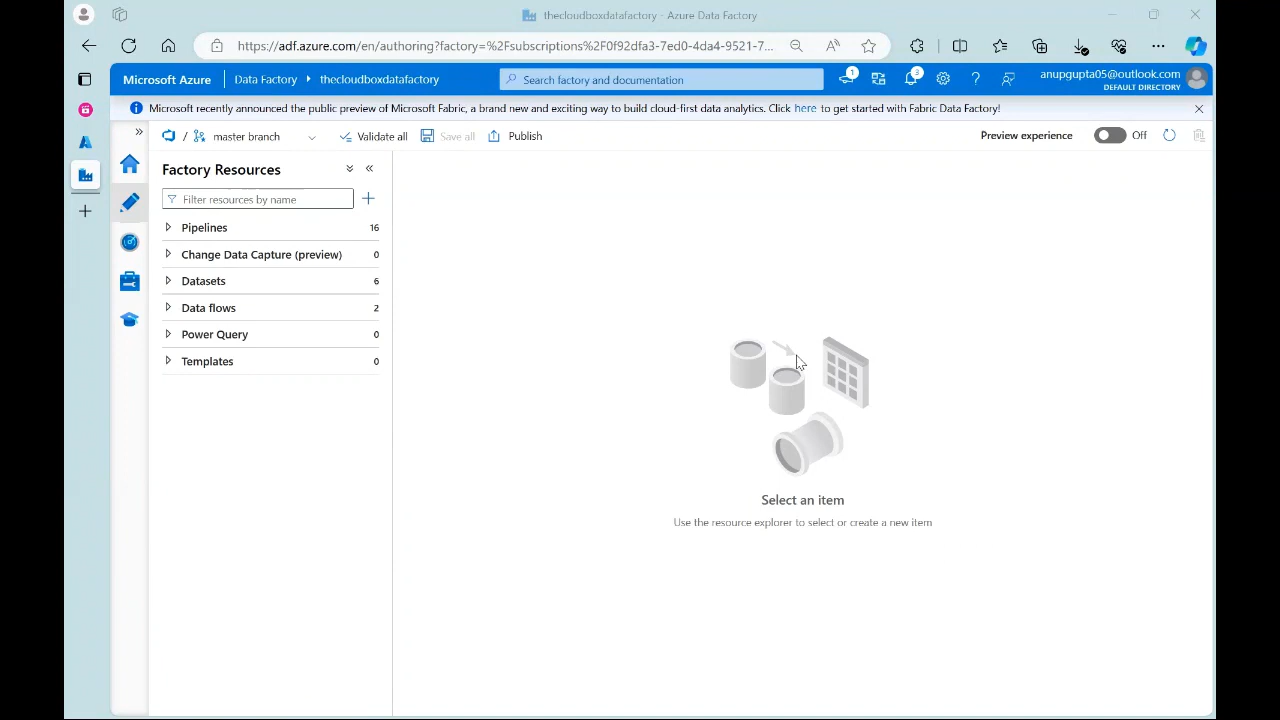 thecloudboxdatafactory - Azure Data Factory
https://adf.azure.com/en/authoring?factory=%2Fsubscriptions%2F0f92dfa3-7ed0-4da4-9521-7...
Microsoft Azure Data Factory thecloudboxdatafactory Search factory and documentation 1 3 anupgupta05@outlook.com
DEFAULT DIRECTORY
Microsoft recently announced the public preview of Microsoft Fabric, a brand new and exciting way to build cloud-first data analytics. Click here to get started with Fabric Data Factory!
/ master branch Validate all Save all Publish Preview experience Off
Factory Resources
Filter resources by name
Pipelines 16
Change Data Capture (preview) 0
Datasets 6
Data flows 2
Power Query 0
Templates 0
Select an item
Use the resource explorer to select or create a new item